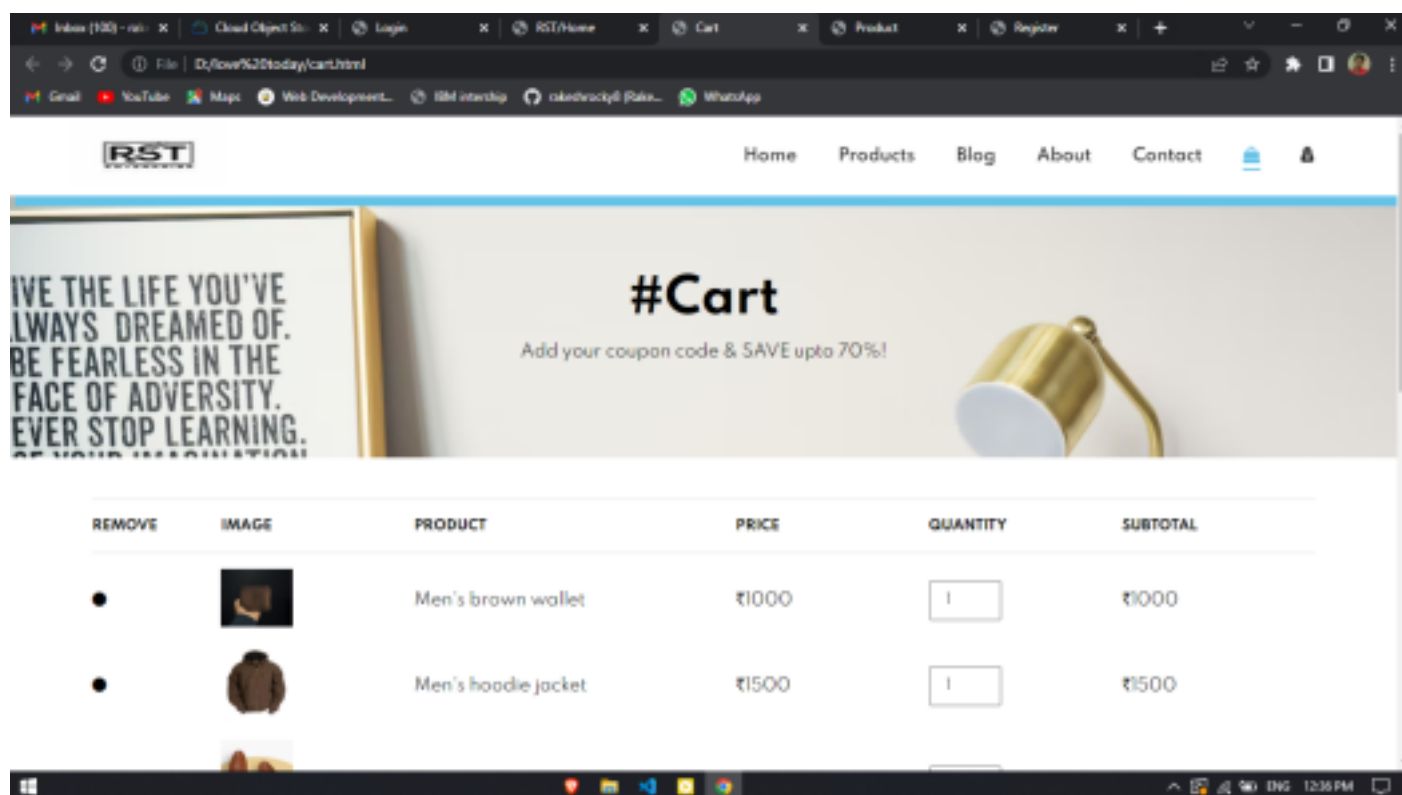 Inbox (100) - rak
Cloud Object Sto
Login
RST/Home
Cart
Product
Register
File
D:/love%20today/cart.html
Gmail
YouTube
Maps
Web Development...
IBM intership
rakeshrocky8 (Rake...
WhatsApp
RST
Home
Products
Blog
About
Contact
IVE THE LIFE YOU'VE
LWAYS DREAMED OF.
BE FEARLESS IN THE
FACE OF ADVERSITY.
EVER STOP LEARNING.
#Cart
Add your coupon code & SAVE upto 70%!
REMOVE IMAGE PRODUCT PRICE QUANTITY SUBTOTAL
Men's brown wallet ₹1000 1 ₹1000
Men's hoodie jacket ₹1500 1 ₹1500
ENG 12:36 PM